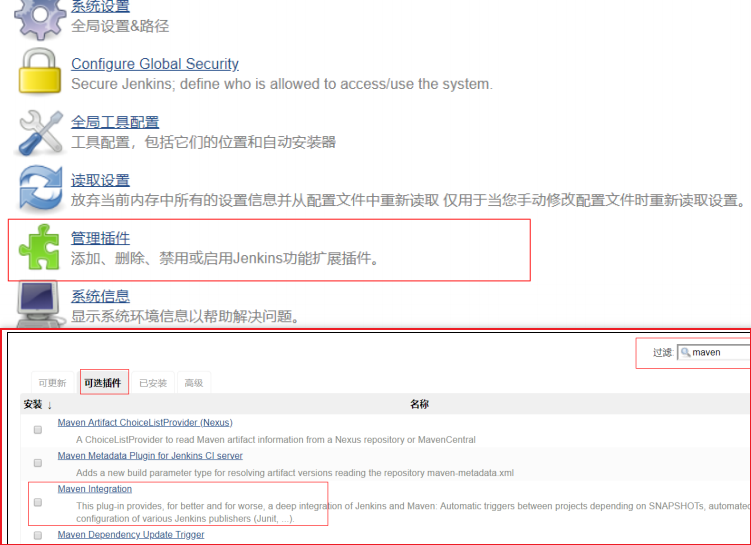 系统设置
全局设置&路径
Configure Global Security
Secure Jenkins; define who is allowed to access/use the system.
全局工具配置
工具配置，包括它们的位置和自动安装器
读取设置
放弃当前内存中所有的设置信息并从配置文件中重新读取 仅用于当您手动修改配置文件时重新读取设置。
管理插件
添加、删除、禁用或启用Jenkins功能扩展插件。
系统信息
显示系统环境信息以帮助解决问题。
过滤: maven
可更新 可选插件 已安装 高级
安装 ↓ 名称
Maven Artifact ChoiceListProvider (Nexus)
A ChoiceListProvider to read Maven artifact information from a Nexus repository or MavenCentral
Maven Metadata Plugin for Jenkins CI server
Adds a new build parameter type for resolving artifact versions reading the repository maven-metadata.xml
Maven Integration
This plug-in provides, for better and for worse, a deep integration of Jenkins and Maven: Automatic triggers between projects depending on SNAPSHOTs, automated
configuration of various Jenkins publishers (Junit, ...).
Maven Dependency Update Trigger